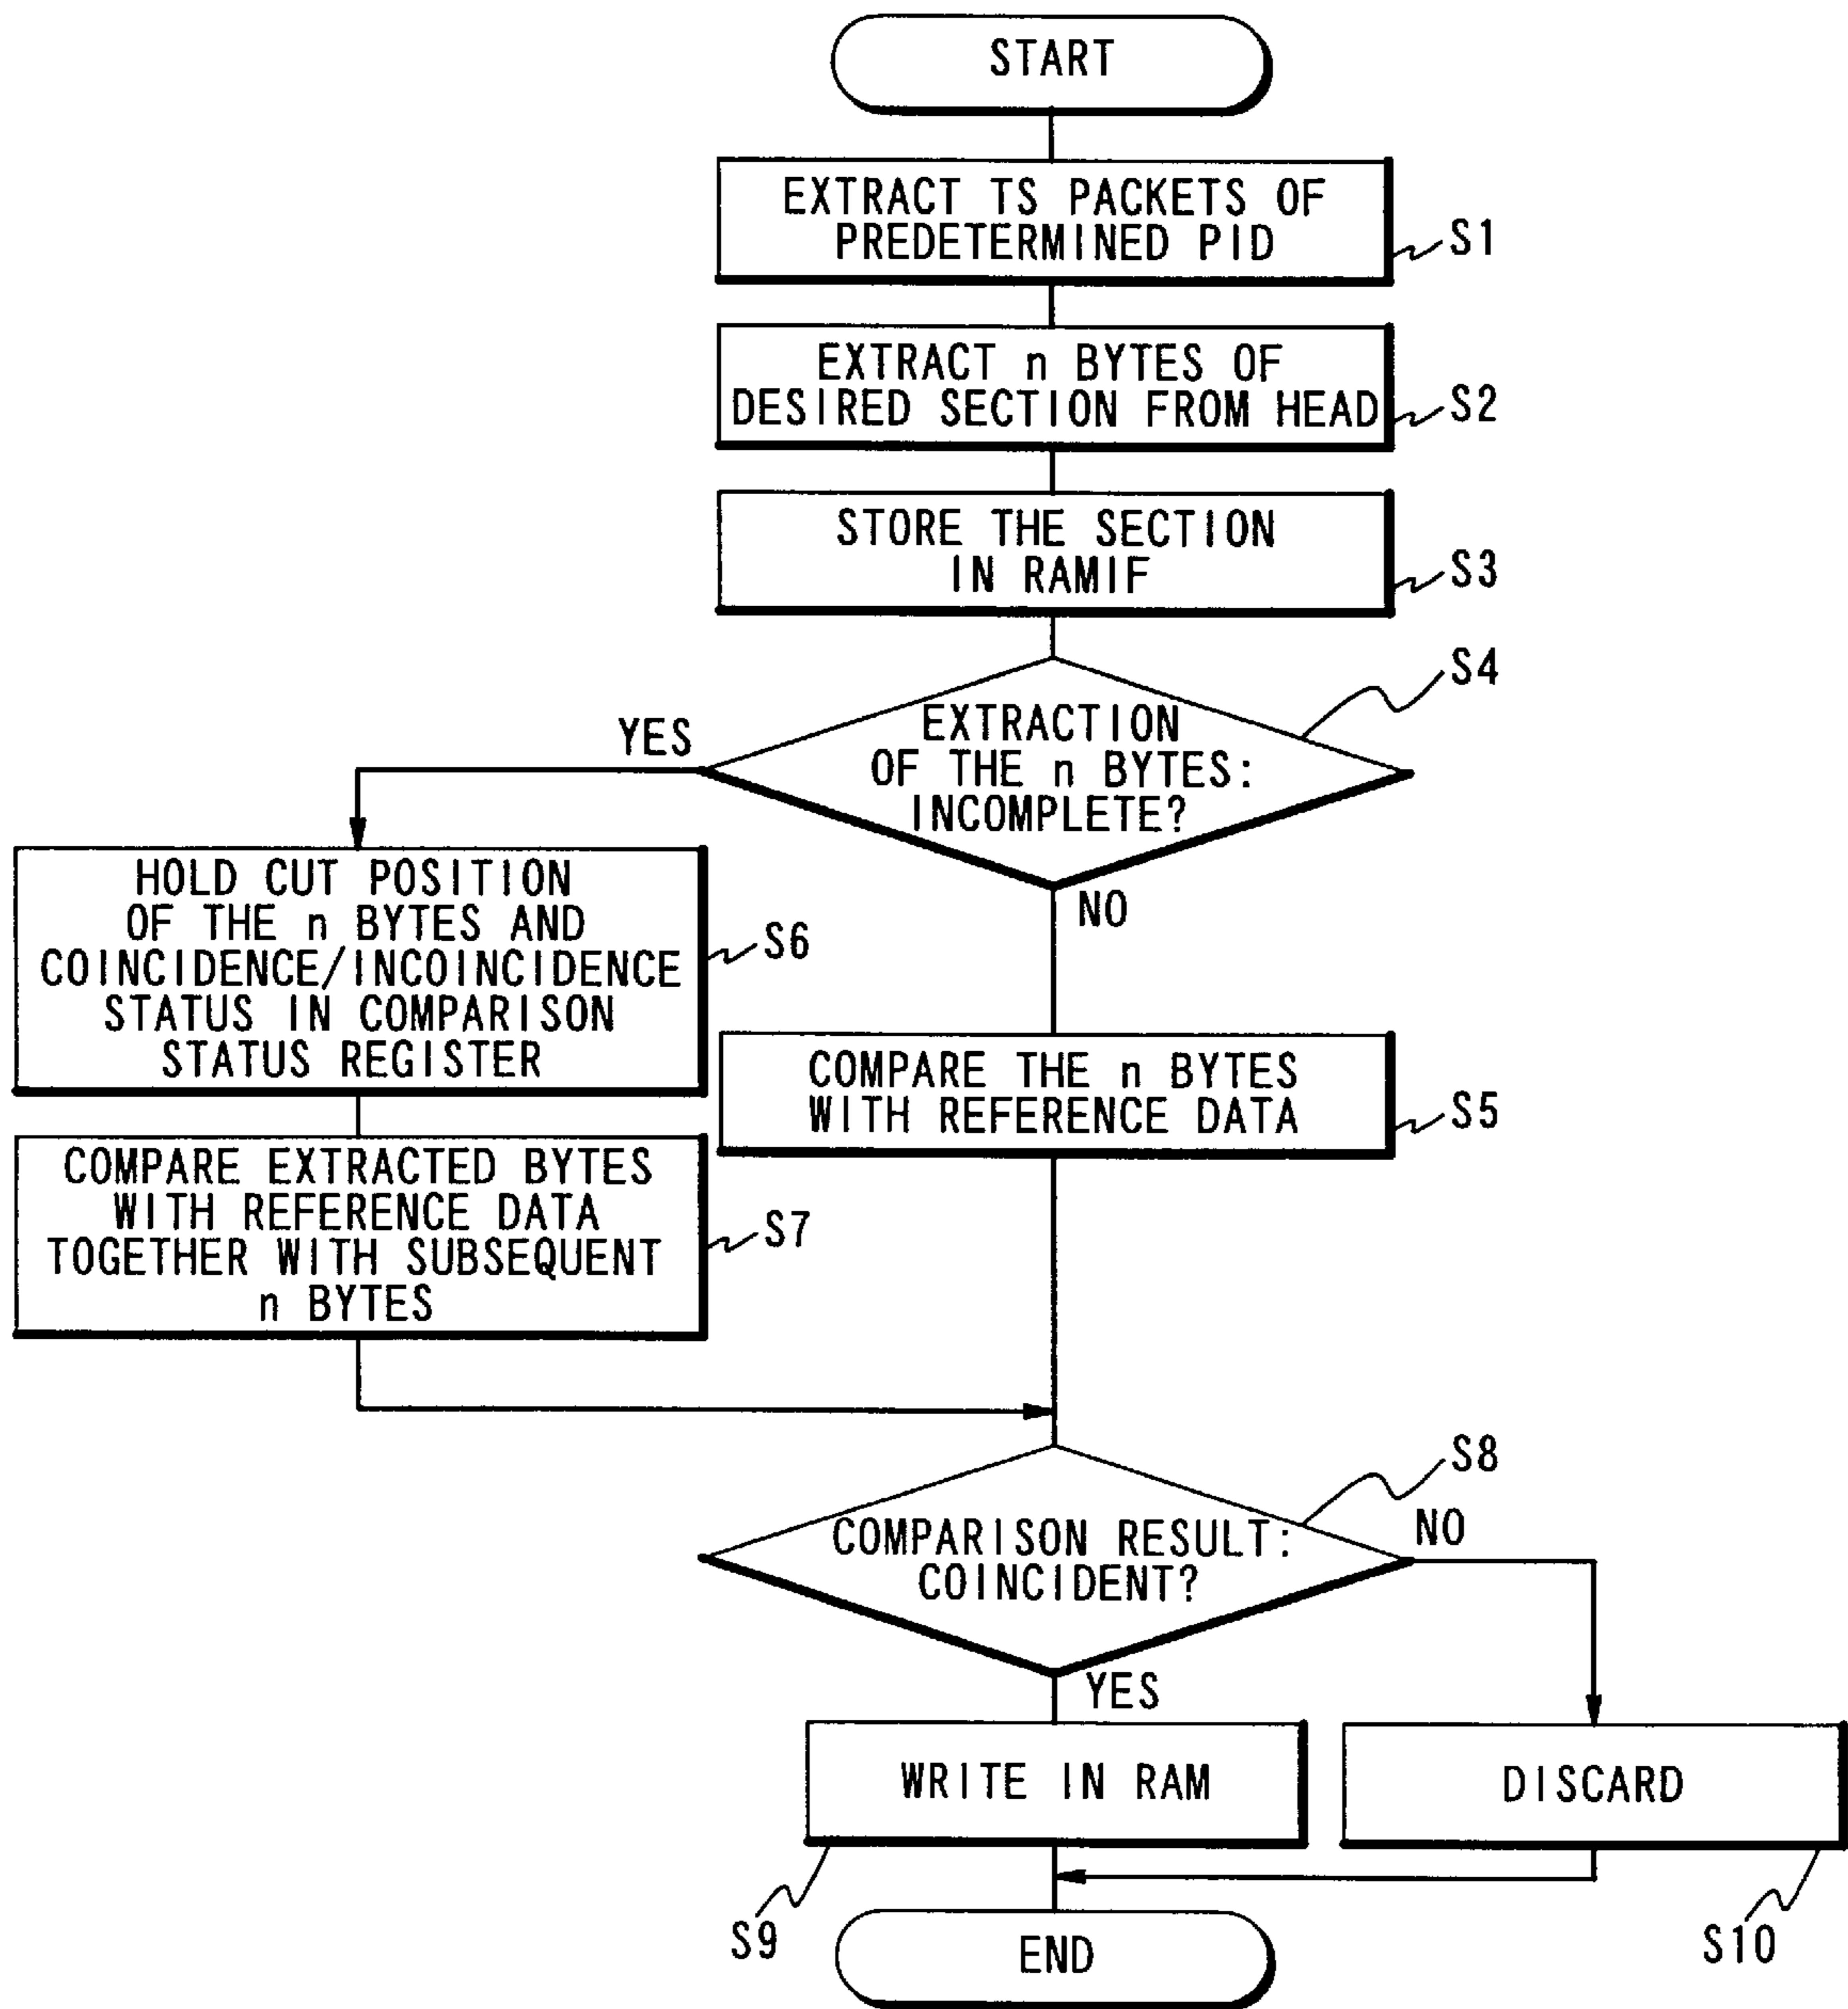 START
EXTRACT TS PACKETS OF
PREDETERMINED PID
S1
EXTRACT n BYTES OF
DESIRED SECTION FROM HEAD
S2
STORE THE SECTION
IN RAMIF
S3
S4
EXTRACTION
OF THE n BYTES:
INCOMPLETE?
YES
NO
HOLD CUT POSITION
OF THE n BYTES AND
COINCIDENCE/INCOINCIDENCE
STATUS IN COMPARISON
STATUS REGISTER
S6
COMPARE THE n BYTES
WITH REFERENCE DATA
S5
COMPARE EXTRACTED BYTES
WITH REFERENCE DATA
TOGETHER WITH SUBSEQUENT
n BYTES
S7
S8
COMPARISON RESULT:
COINCIDENT?
NO
YES
WRITE IN RAM
DISCARD
S9
S10
END